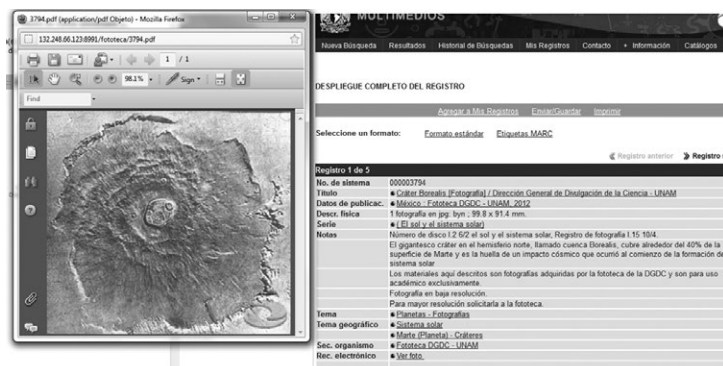 3794.pdf (application/pdf Objeto) - Mozilla Firefox
132.248.66.123:8991/fototeca/3794.pdf
1 / 1
98.1%
Sign
Find
MULTIMEDIOS
Nueva Búsqueda Resultados Historial de Búsquedas Mis Registros Contacto + Información Catálogos
DESPLIEGUE COMPLETO DEL REGISTRO
Agregar a Mis Registros Enviar/Guardar Imprimir
Seleccione un formato: Formato estándar Etiquetas MARC
Registro anterior Registro
Registro 1 de 5
No. de sistema 000003794
Título Cráter Borealis [Fotografía] / Dirección General de Divulgación de la Ciencia - UNAM
Datos de publicac. México : Fototeca DGDC - UNAM, 2012
Descr. física 1 fotografía en jpg: byn ; 99.8 x 91.4 mm.
Serie ( El sol y el sistema solar)
Notas Número de disco I.2 6/2 el sol y el sistema solar, Registro de fotografía I.15 10/4.
El gigantesco cráter en el hemisferio norte, llamado cuenca Borealis, cubre alrededor del 40% de la
superficie de Marte y es la huella de un impacto cósmico que ocurrió al comienzo de la formación de
sistema solar
Los materiales aquí descritos son fotografías adquiridas por la fototeca de la DGDC y son para uso
académico exclusivamente.
Fotografía en baja resolución.
Para mayor resolución solicitarla a la fototeca.
Tema Planetas - Fotografías
Tema geográfico Sistema solar
Marte (Planeta) - Cráteres
Sec. organismo Fototeca DGDC - UNAM
Rec. electrónico Ver foto